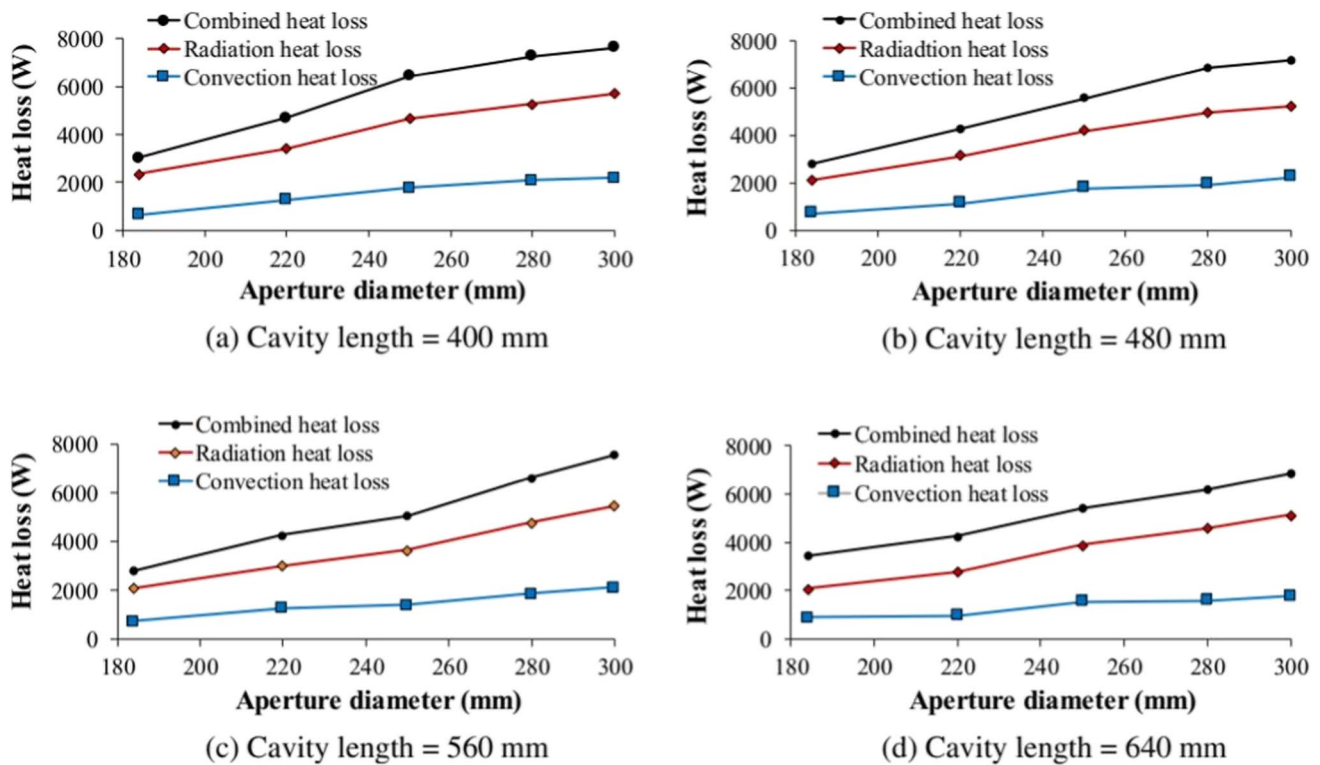 Combined heat loss
Radiation heat loss
Convection heat loss
Heat loss (W)
8000
6000
4000
2000
0
180 200 220 240 260 280 300
Aperture diameter (mm)
(a) Cavity length = 400 mm
Combined heat loss
Radiadtion heat loss
Convection heat loss
Heat loss (W)
8000
6000
4000
2000
0
180 200 220 240 260 280 300
Aperture diameter (mm)
(b) Cavity length = 480 mm
Combined heat loss
Radiation heat loss
Convection heat loss
Heat loss (W)
8000
6000
4000
2000
0
180 200 220 240 260 280 300
Aperture diameter (mm)
(c) Cavity length = 560 mm
Combined heat loss
Radiation heat loss
Convection heat loss
Heat loss (W)
8000
6000
4000
2000
0
180 200 220 240 260 280 300
Aperture diameter (mm)
(d) Cavity length = 640 mm